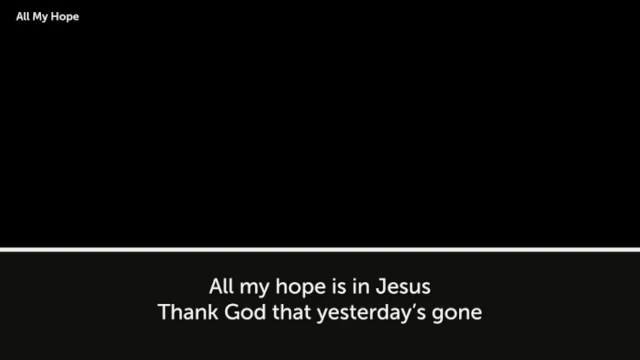 All My Hope
All my hope is in Jesus
Thank God that yesterday's gone